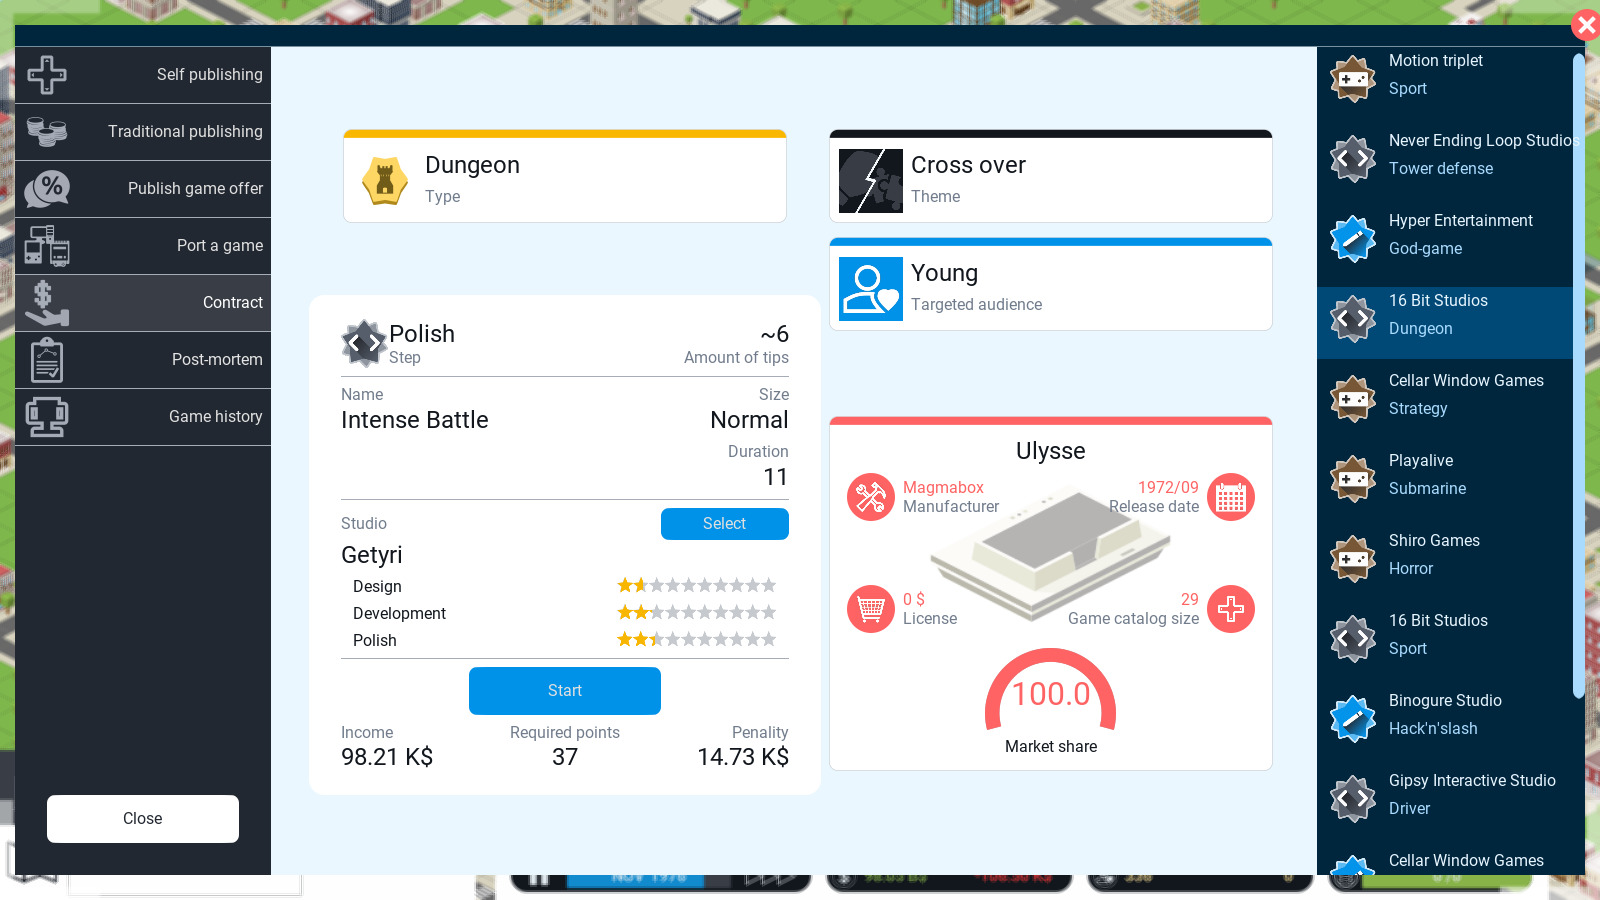 Self publishing
Traditional publishing
Publish game offer
Port a game
Contract
Post-mortem
Game history
Close
Dungeon
Type
Cross over
Theme
Young
Targeted audience
Polish
Step
~6
Amount of tips
Name
Size
Intense Battle
Normal
Duration
11
Studio
Select
Getyri
Design
Development
Polish
Start
Income
Required points
Penality
98.21 K$
37
14.73 K$
Ulysse
Magmabox
Manufacturer
1972/09
Release date
0 $
License
29
Game catalog size
100.0
Market share
Motion triplet
Sport
Never Ending Loop Studios
Tower defense
Hyper Entertainment
God-game
16 Bit Studios
Dungeon
Cellar Window Games
Strategy
Playalive
Submarine
Shiro Games
Horror
16 Bit Studios
Sport
Binogure Studio
Hack'n'slash
Gipsy Interactive Studio
Driver
Cellar Window Games